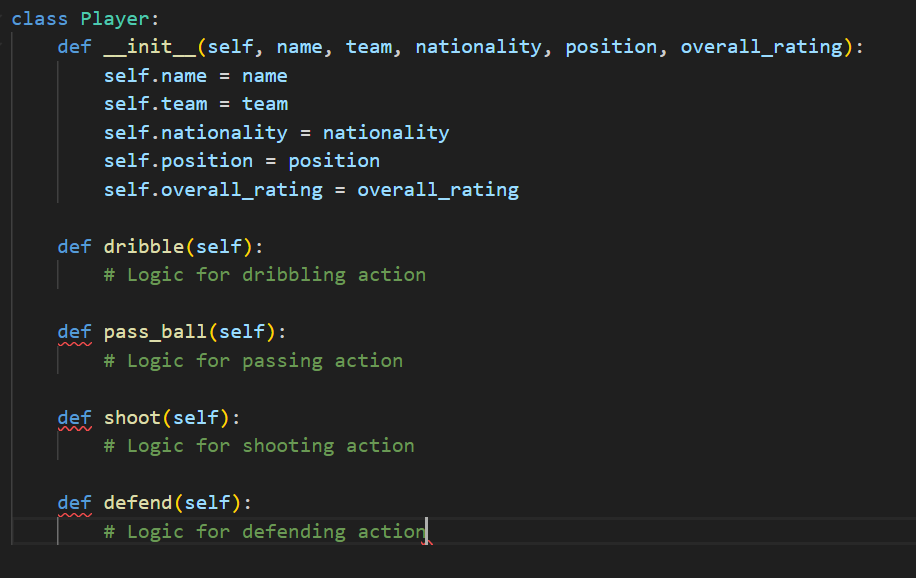 class Player:
    def __init__(self, name, team, nationality, position, overall_rating):
        self.name = name
        self.team = team
        self.nationality = nationality
        self.position = position
        self.overall_rating = overall_rating

    def dribble(self):
        # Logic for dribbling action

    def pass_ball(self):
        # Logic for passing action

    def shoot(self):
        # Logic for shooting action

    def defend(self):
        # Logic for defending action